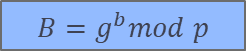 B = g^b mod p